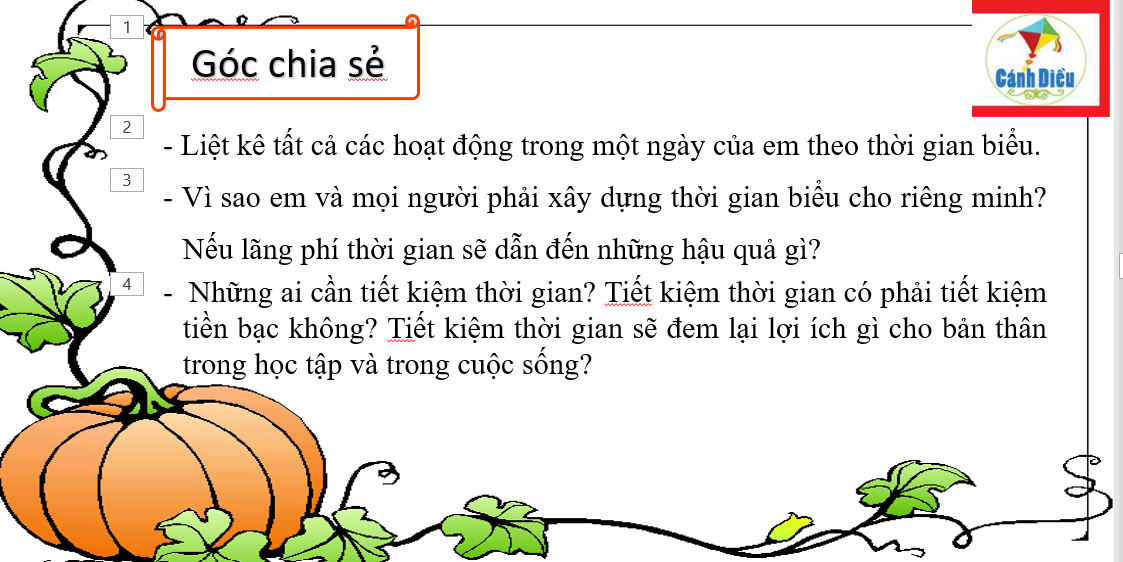 1
Góc chia sẻ
Cánh Diều
2
- Liệt kê tất cả các hoạt động trong một ngày của em theo thời gian biểu.
3
- Vì sao em và mọi người phải xây dựng thời gian biểu cho riêng minh?
Nếu lãng phí thời gian sẽ dẫn đến những hậu quả gì?
4
- Những ai cần tiết kiệm thời gian? Tiết kiệm thời gian có phải tiết kiệm
tiền bạc không? Tiết kiệm thời gian sẽ đem lại lợi ích gì cho bản thân
trong học tập và trong cuộc sống?